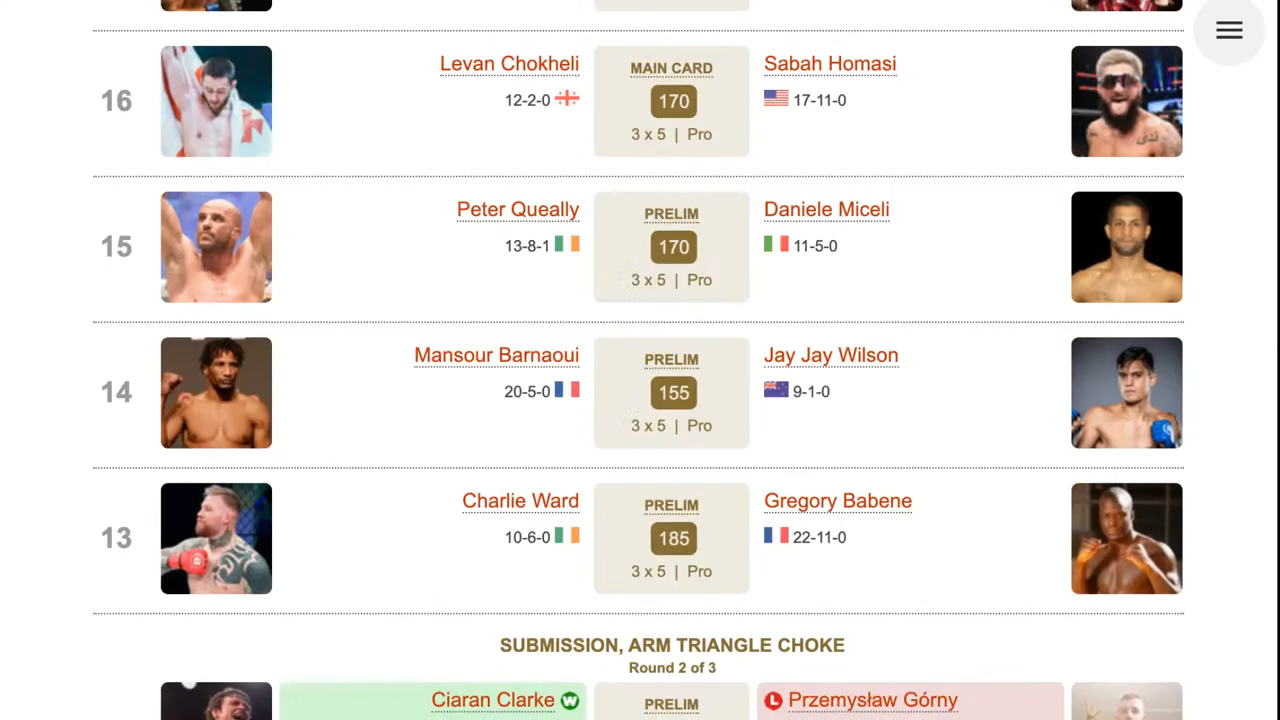 16
Levan Chokheli
MAIN CARD
Sabah Homasi
12-2-0
170
17-11-0
3 x 5 | Pro
15
Peter Queally
PRELIM
Daniele Miceli
13-8-1
170
11-5-0
3 x 5 | Pro
14
Mansour Barnaoui
PRELIM
Jay Jay Wilson
20-5-0
155
9-1-0
3 x 5 | Pro
13
Charlie Ward
PRELIM
Gregory Babene
10-6-0
185
22-11-0
3 x 5 | Pro
SUBMISSION, ARM TRIANGLE CHOKE
Round 2 of 3
Ciaran Clarke W
PRELIM
L Przemysław Górny